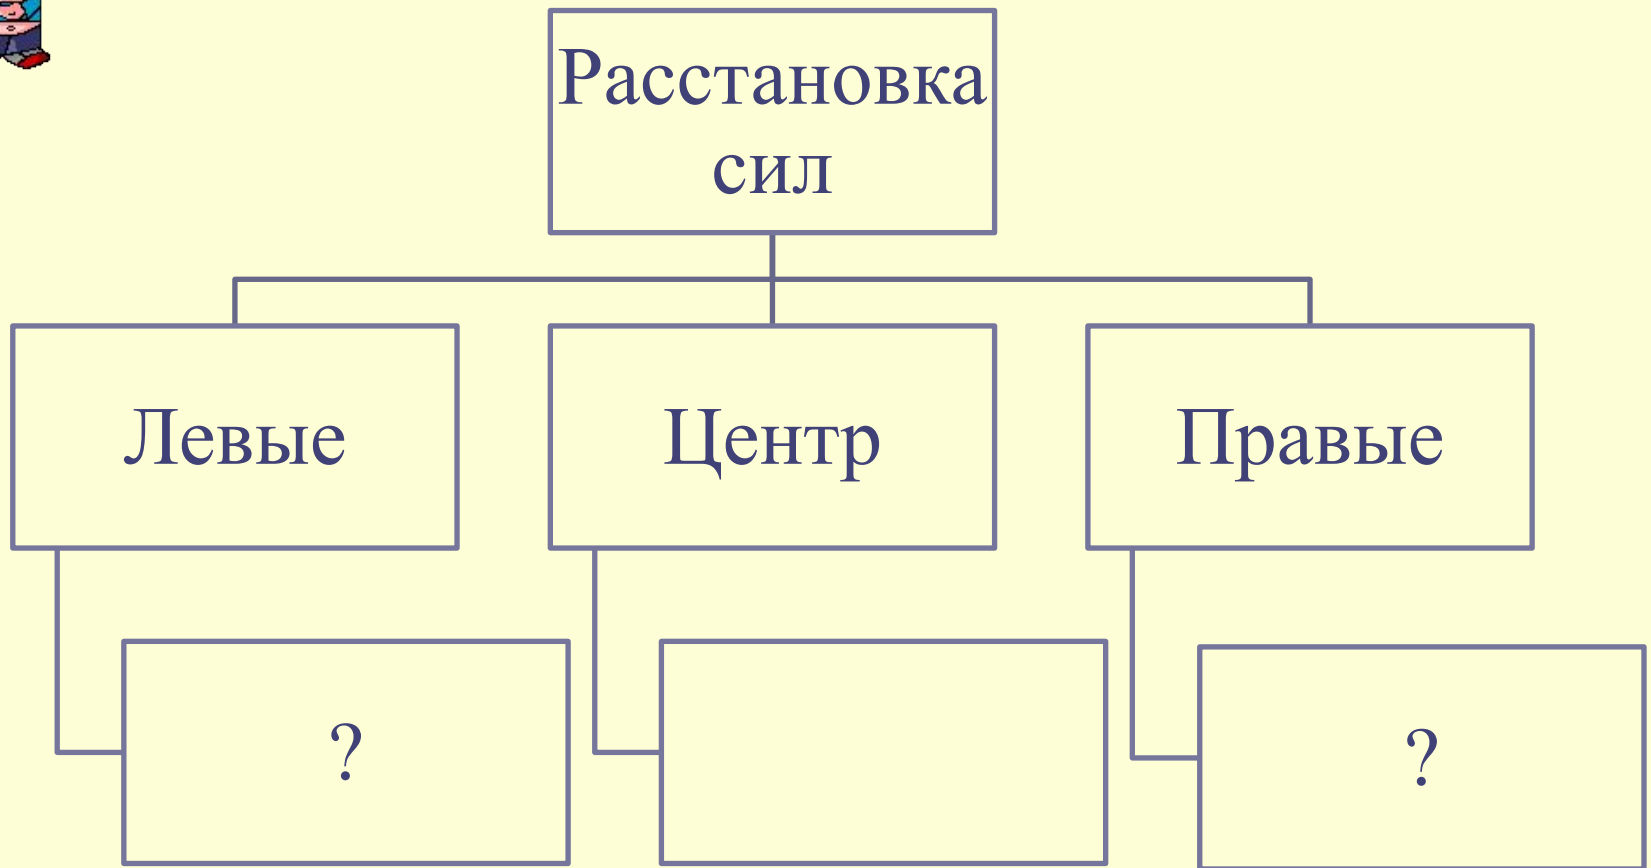 Расстановка
сил
Левые
Центр
Правые
?
?